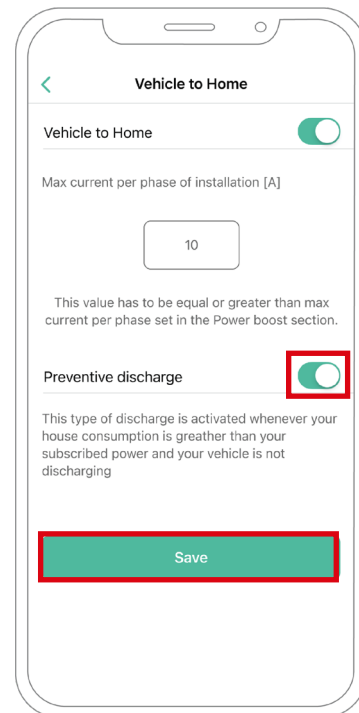 Vehicle to Home
Vehicle to Home
Max current per phase of installation [A]
10
This value has to be equal or greater than max
current per phase set in the Power boost section.
Preventive discharge
This type of discharge is activated whenever your
house consumption is greather than your
subscribed power and your vehicle is not
discharging
Save